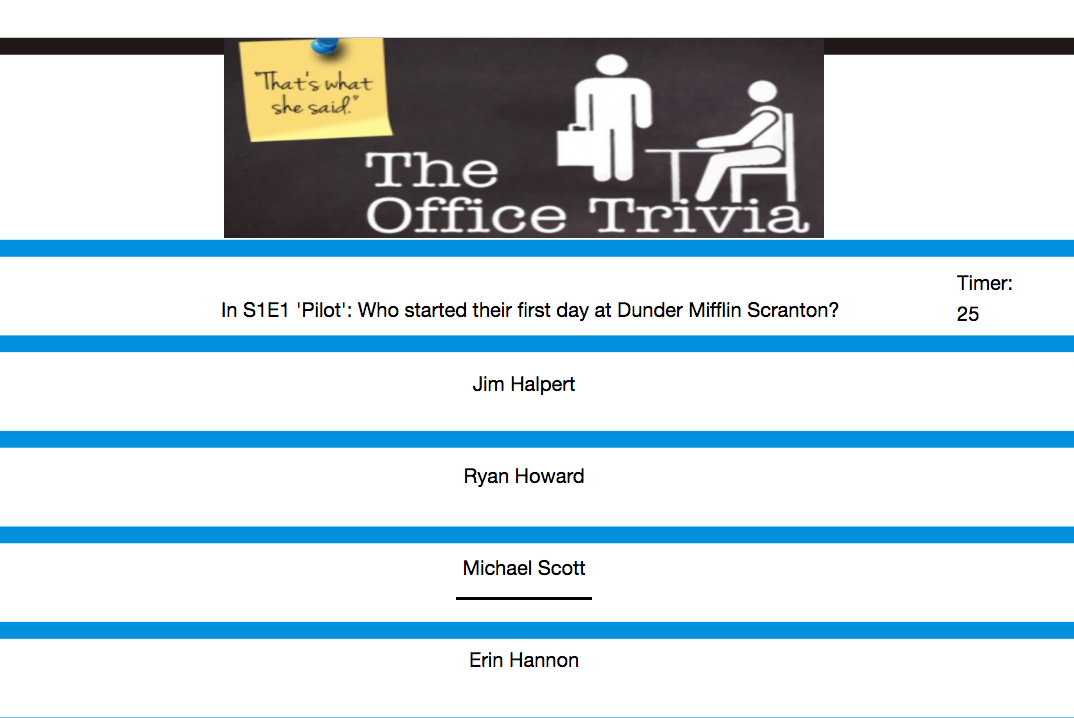 "That's what
she said."
The
Office Trivia
In S1E1 'Pilot': Who started their first day at Dunder Mifflin Scranton?
Timer:
25
Jim Halpert
Ryan Howard
Michael Scott
Erin Hannon